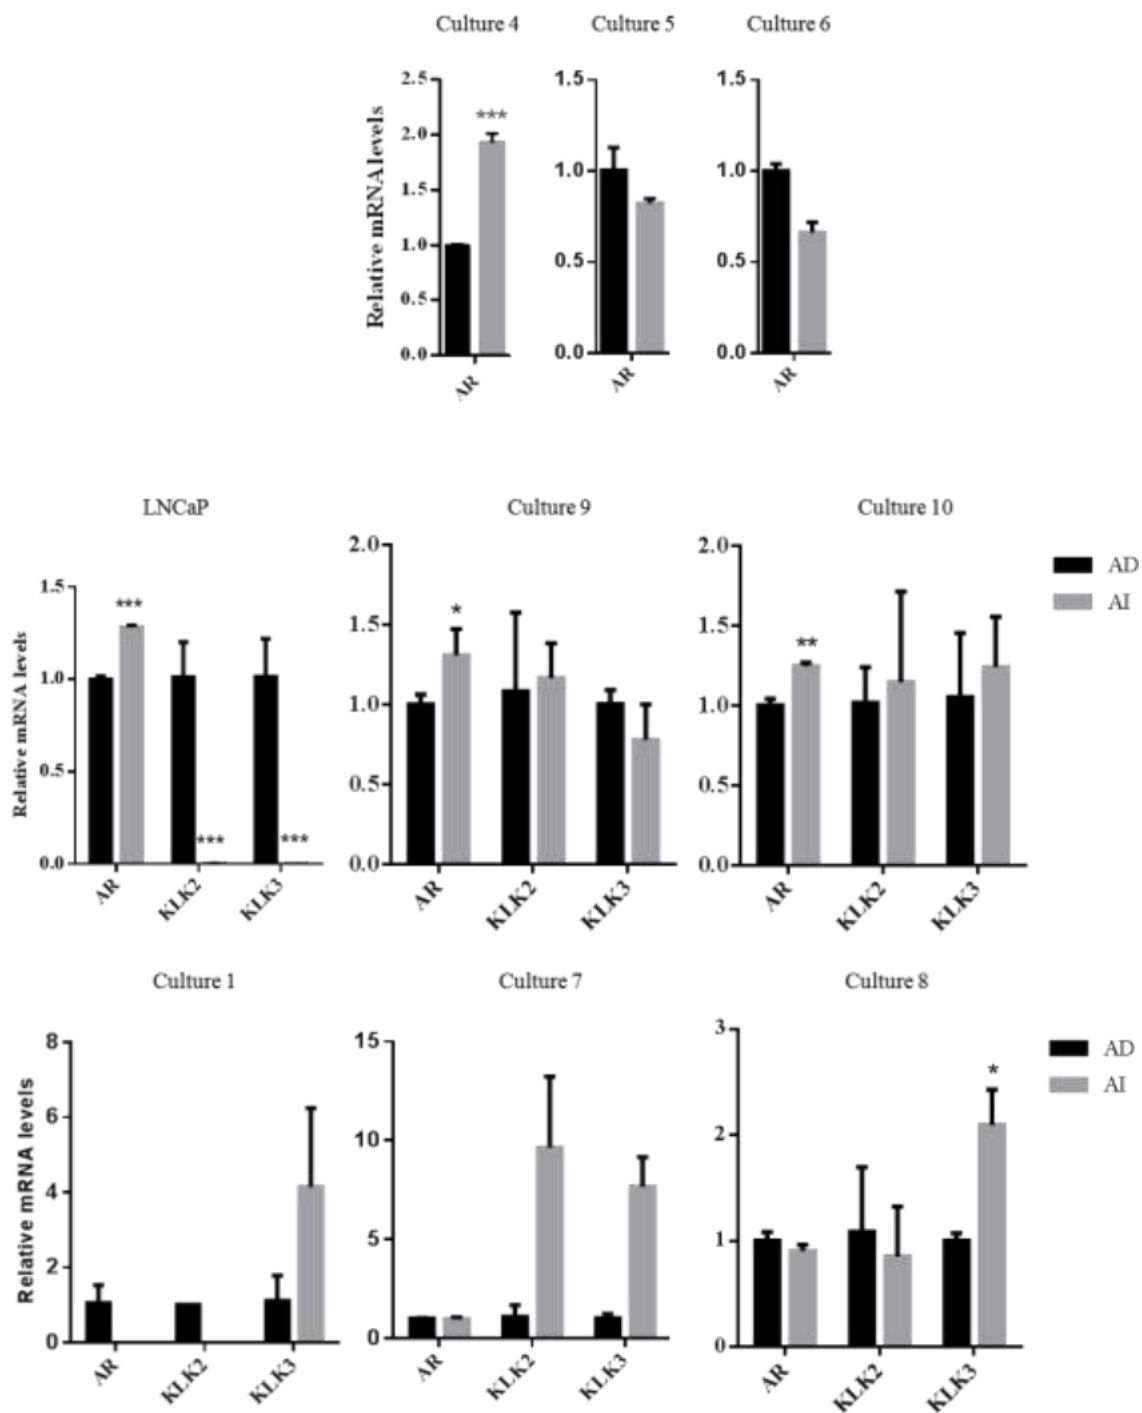 Culture 4 Culture 5 Culture 6
Relative mRNA levels
2.5
2.0
1.5
1.0
0.5
0.0
***
AR
1.5
1.0
0.5
0.0
AR
1.5
1.0
0.5
0.0
AR
LNCaP
Relative mRNA levels
1.5
1.0
0.5
0.0
***
***
***
AR KLK2 KLK3
Culture 9
2.0
1.5
1.0
0.5
0.0
*
AR KLK2 KLK3
Culture 10
2.0
1.5
1.0
0.5
0.0
**
AR KLK2 KLK3
AD
AI
Culture 1
Relative mRNA levels
8
6
4
2
0
AR KLK2 KLK3
Culture 7
15
10
5
0
AR KLK2 KLK3
Culture 8
3
2
1
0
*
AR KLK2 KLK3
AD
AI